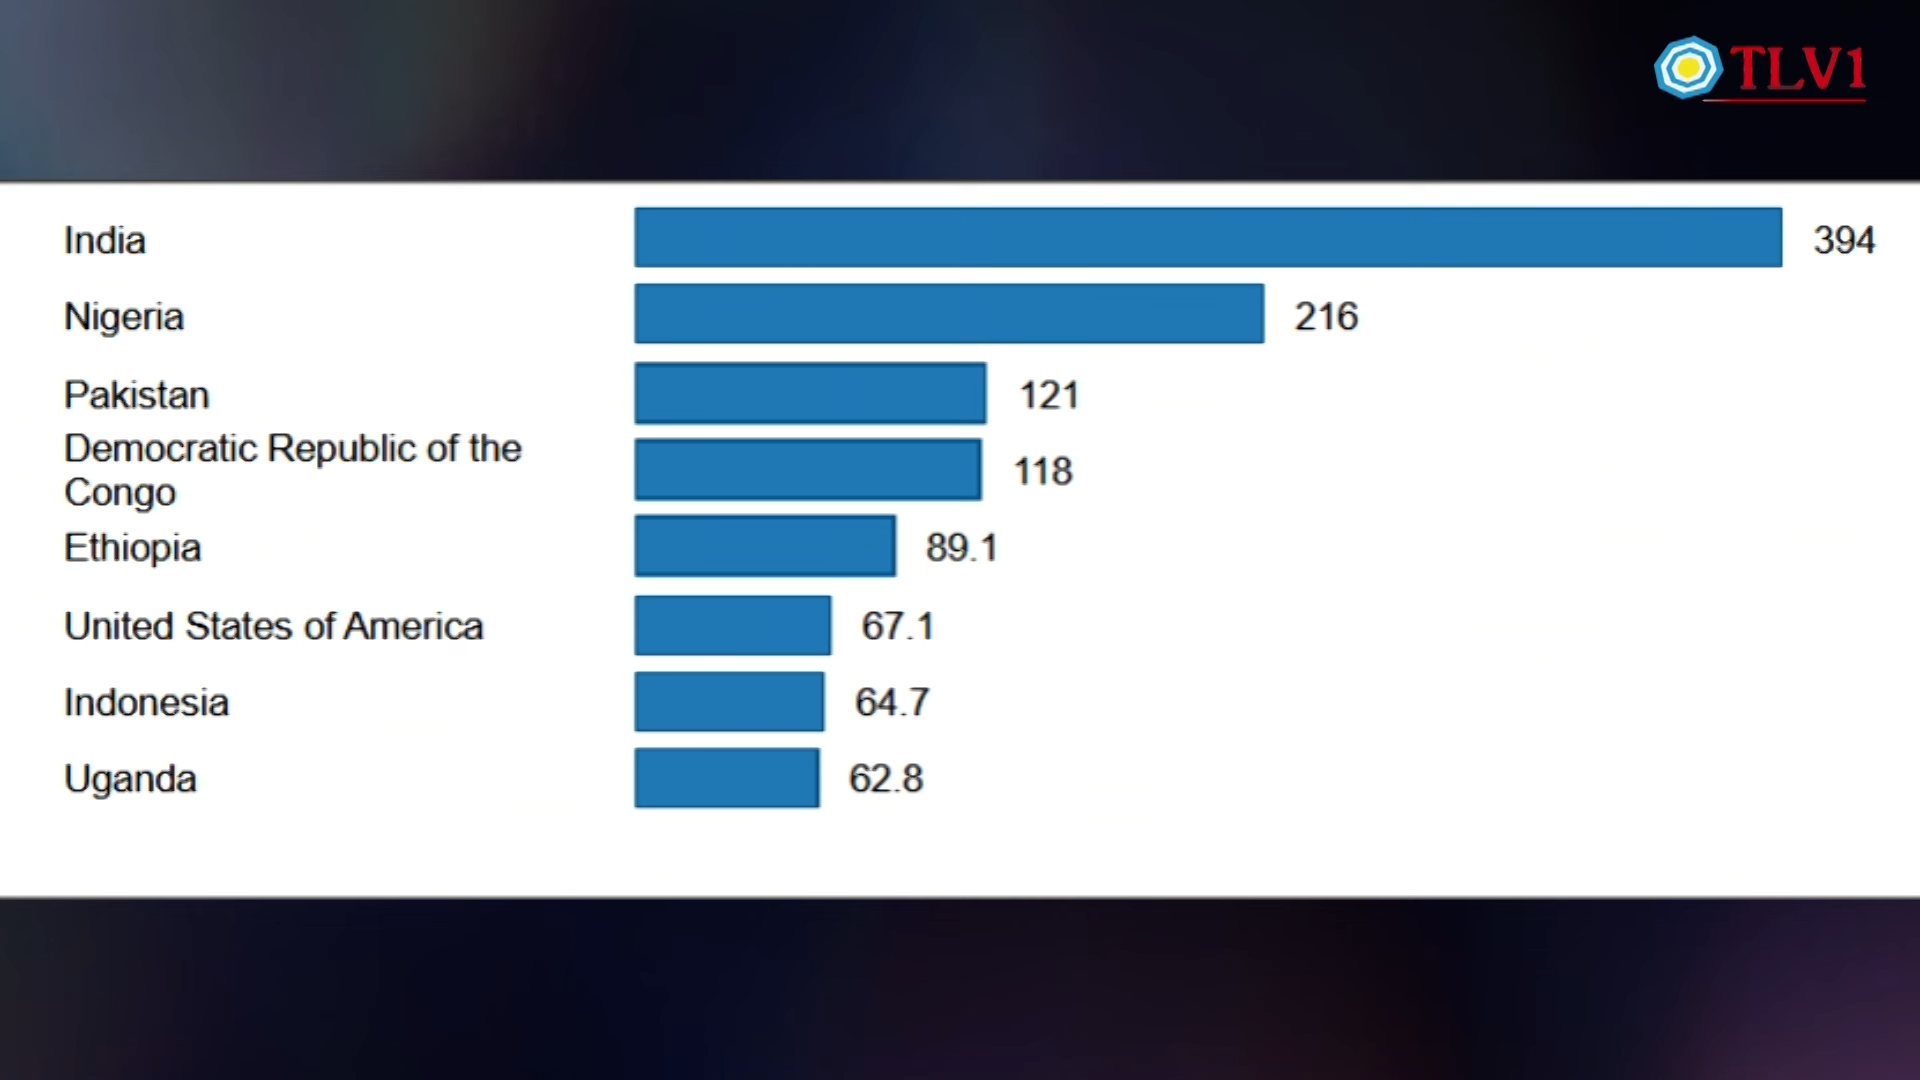 TLV1
India 394
Nigeria 216
Pakistan 121
Democratic Republic of the
Congo 118
Ethiopia 89.1
United States of America 67.1
Indonesia 64.7
Uganda 62.8